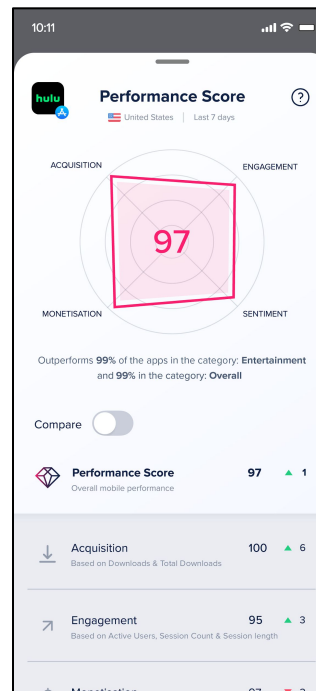 10:11
hulu
Performance Score
?
United States | Last 7 days
ACQUISITION
ENGAGEMENT
97
MONETISATION
SENTIMENT
Outperforms 99% of the apps in the category: Entertainment
and 99% in the category: Overall
Compare
Performance Score 97 ▲ 1
Overall mobile performance
Acquisition 100 ▲ 6
Based on Downloads & Total Downloads
Engagement 95 ▲ 3
Based on Active Users, Session Count & Session length